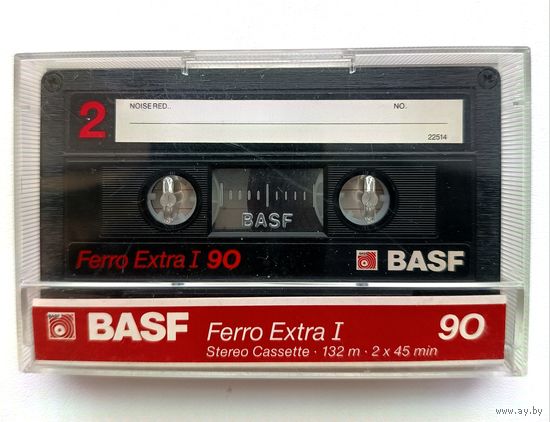 2
NOISE RED.. NO.
22514
BASF
Ferro Extra I 90
BASF
BASF Ferro Extra I 90
Stereo Cassette · 132 m · 2 x 45 min
www.ay.by